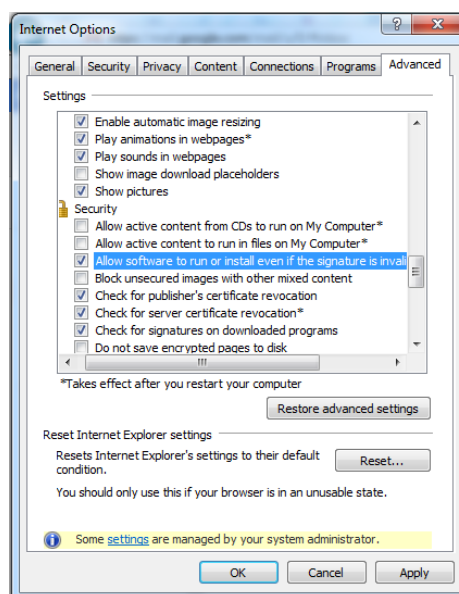 Internet Options
General Security Privacy Content Connections Programs Advanced
Settings
Enable automatic image resizing
Play animations in webpages*
Play sounds in webpages
Show image download placeholders
Show pictures
Security
Allow active content from CDs to run on My Computer*
Allow active content to run in files on My Computer*
Allow software to run or install even if the signature is invali
Block unsecured images with other mixed content
Check for publisher's certificate revocation
Check for server certificate revocation*
Check for signatures on downloaded programs
Do not save encrypted pages to disk
*Takes effect after you restart your computer
Restore advanced settings
Reset Internet Explorer settings
Resets Internet Explorer's settings to their default
condition.
Reset...
You should only use this if your browser is in an unusable state.
Some settings are managed by your system administrator.
OK Cancel Apply